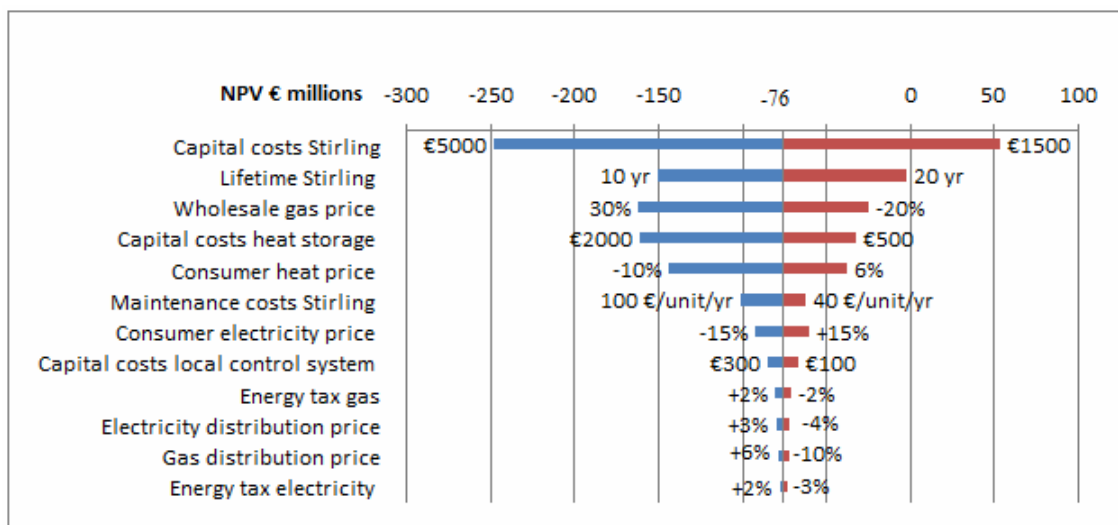 NPV € millions -300 -250 -200 -150 -76 0 50 100
Capital costs Stirling €5000 €1500
Lifetime Stirling 10 yr 20 yr
Wholesale gas price 30% -20%
Capital costs heat storage €2000 €500
Consumer heat price -10% 6%
Maintenance costs Stirling 100 €/unit/yr 40 €/unit/yr
Consumer electricity price -15% +15%
Capital costs local control system €300 €100
Energy tax gas +2% -2%
Electricity distribution price +3% -4%
Gas distribution price +6% -10%
Energy tax electricity +2% -3%